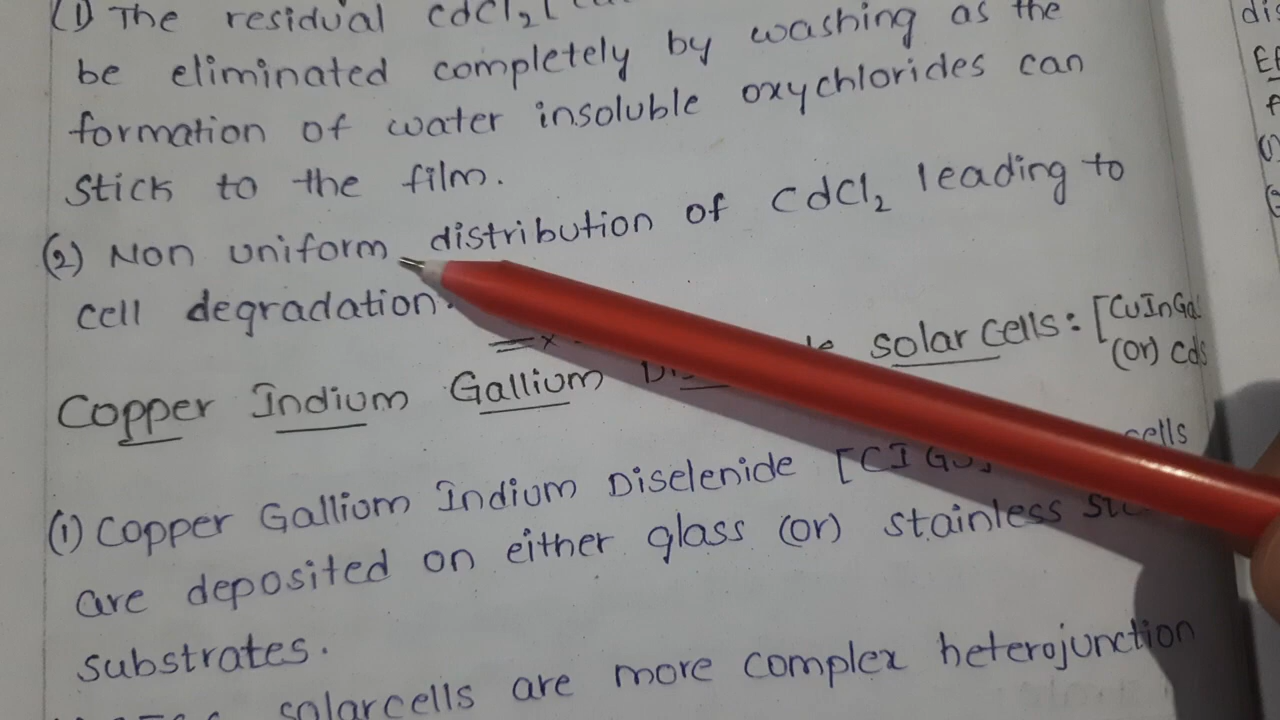 (1) The residual CdCl2 [
be eliminated completely by washing as the
formation of water insoluble oxychlorides can
stick to the film.
(2) Non uniform distribution of CdCl2 leading to
cell degradation.
=x
Copper Indium Gallium solar cells: [CuInGa
(or) Cds
(1) Copper Gallium Indium Diselenide [CIGS] cells
are deposited on either glass (or) stainless
substrates.
solarcells are more complex heterojunction